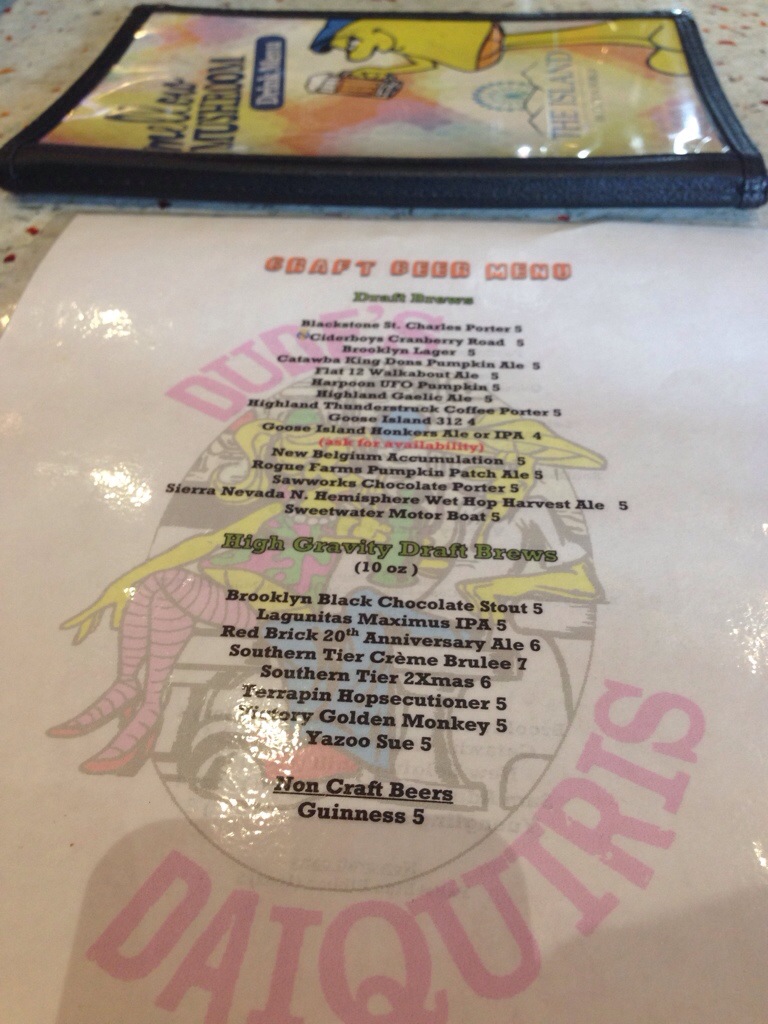 mellow
MUSHROOM
Drink Menu
THE ISLAND
CRAFT BEER MENU
Draft Brews
Blackstone St. Charles Porter 5
Ciderboys Cranberry Road 5
Brooklyn Lager 5
Catawba King Dons Pumpkin Ale 5
Flat 12 Walkabout Ale 5
Harpoon UFO Pumpkin 5
Highland Gaelic Ale 5
Highland Thunderstruck Coffee Porter 5
Goose Island 312 4
Goose Island Honkers Ale or IPA 4
(ask for availability)
New Belgium Accumulation 5
Rogue Farms Pumpkin Patch Ale 5
Sawworks Chocolate Porter 5
Sierra Nevada N. Hemisphere Wet Hop Harvest Ale 5
Sweetwater Motor Boat 5
High Gravity Draft Brews
(10 oz )
Brooklyn Black Chocolate Stout 5
Lagunitas Maximus IPA 5
Red Brick 20th Anniversary Ale 6
Southern Tier Crème Brulee 7
Southern Tier 2Xmas 6
Terrapin Hopsecutioner 5
Victory Golden Monkey 5
Yazoo Sue 5
Non Craft Beers
Guinness 5
DUDE'S
DAIQUIRIS